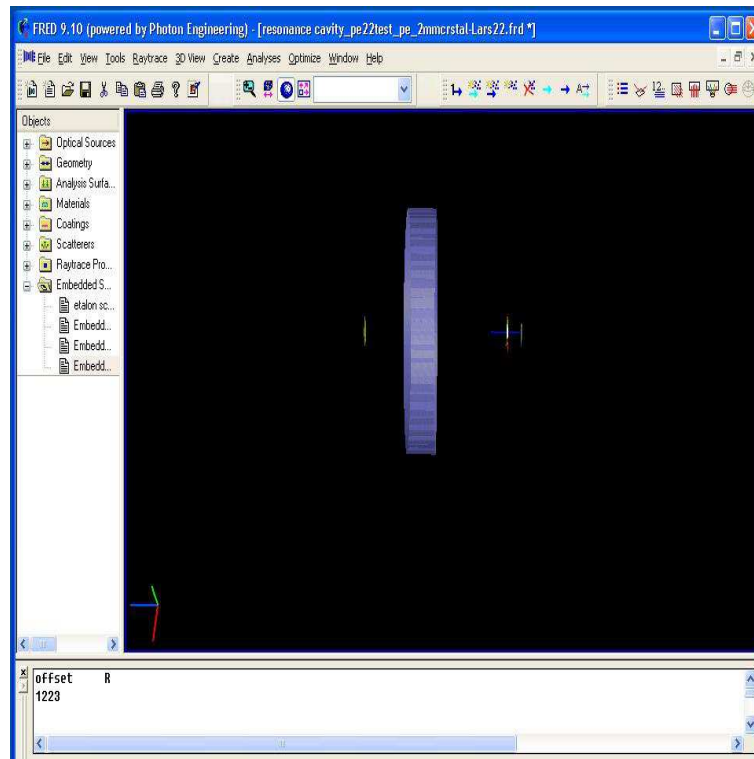 FRED 9.10 (powered by Photon Engineering) - [resonance cavity_pe22test_pe_2mmcrstal-Lars22.frd *]
File Edit View Tools Raytrace 3D View Create Analyses Optimize Window Help
Objects
Optical Sources
Geometry
Analysis Surfa...
Materials
Coatings
Scatterers
Raytrace Pro...
Embedded S...
etalon sc...
Embedd...
Embedd...
Embedd...
offset R
1223